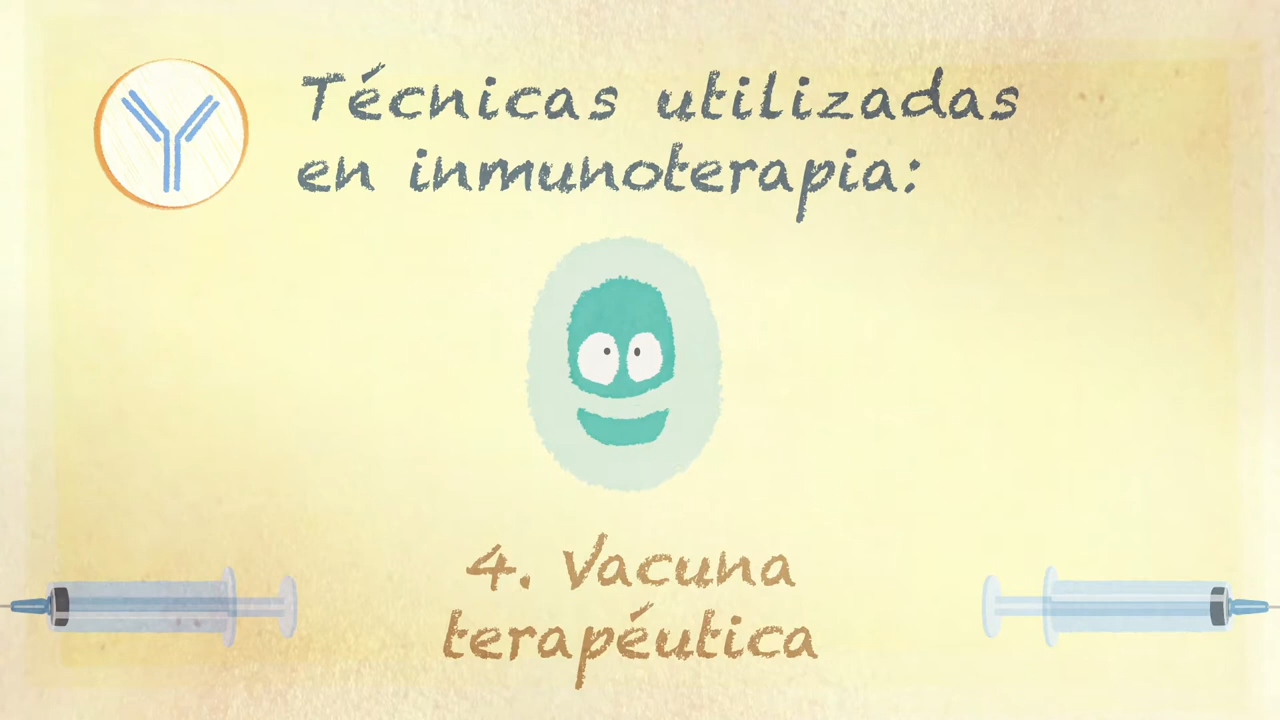 Técnicas utilizadas
en inmunoterapia:
4. Vacuna
terapéutica